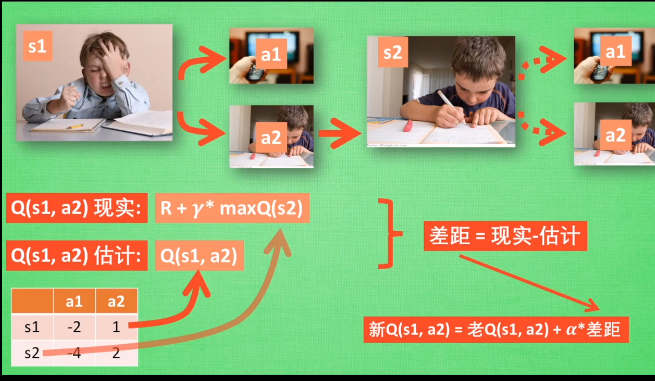 s1
a1
a2
s2
a1
a2
Q(s1, a2) 现实: R + γ* maxQ(s2)
Q(s1, a2) 估计: Q(s1, a2)
差距 = 现实-估计
新Q(s1, a2) = 老Q(s1, a2) + α*差距
a1 a2
s1 -2 1
s2 -4 2